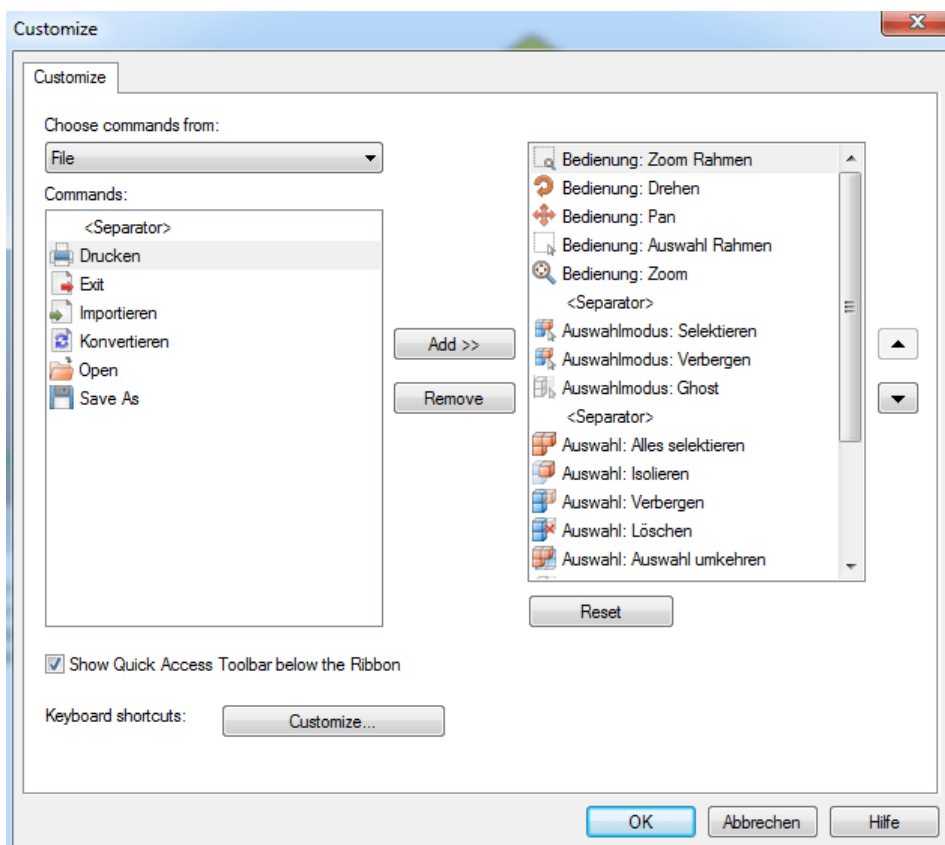 Customize
Customize
Choose commands from:
File
Commands:
<Separator>
Drucken
Exit
Importieren
Konvertieren
Open
Save As
Add >>
Remove
Bedienung: Zoom Rahmen
Bedienung: Drehen
Bedienung: Pan
Bedienung: Auswahl Rahmen
Bedienung: Zoom
<Separator>
Auswahlmodus: Selektieren
Auswahlmodus: Verbergen
Auswahlmodus: Ghost
<Separator>
Auswahl: Alles selektieren
Auswahl: Isolieren
Auswahl: Verbergen
Auswahl: Löschen
Auswahl: Auswahl umkehren
Reset
Show Quick Access Toolbar below the Ribbon
Keyboard shortcuts:
Customize...
OK
Abbrechen
Hilfe